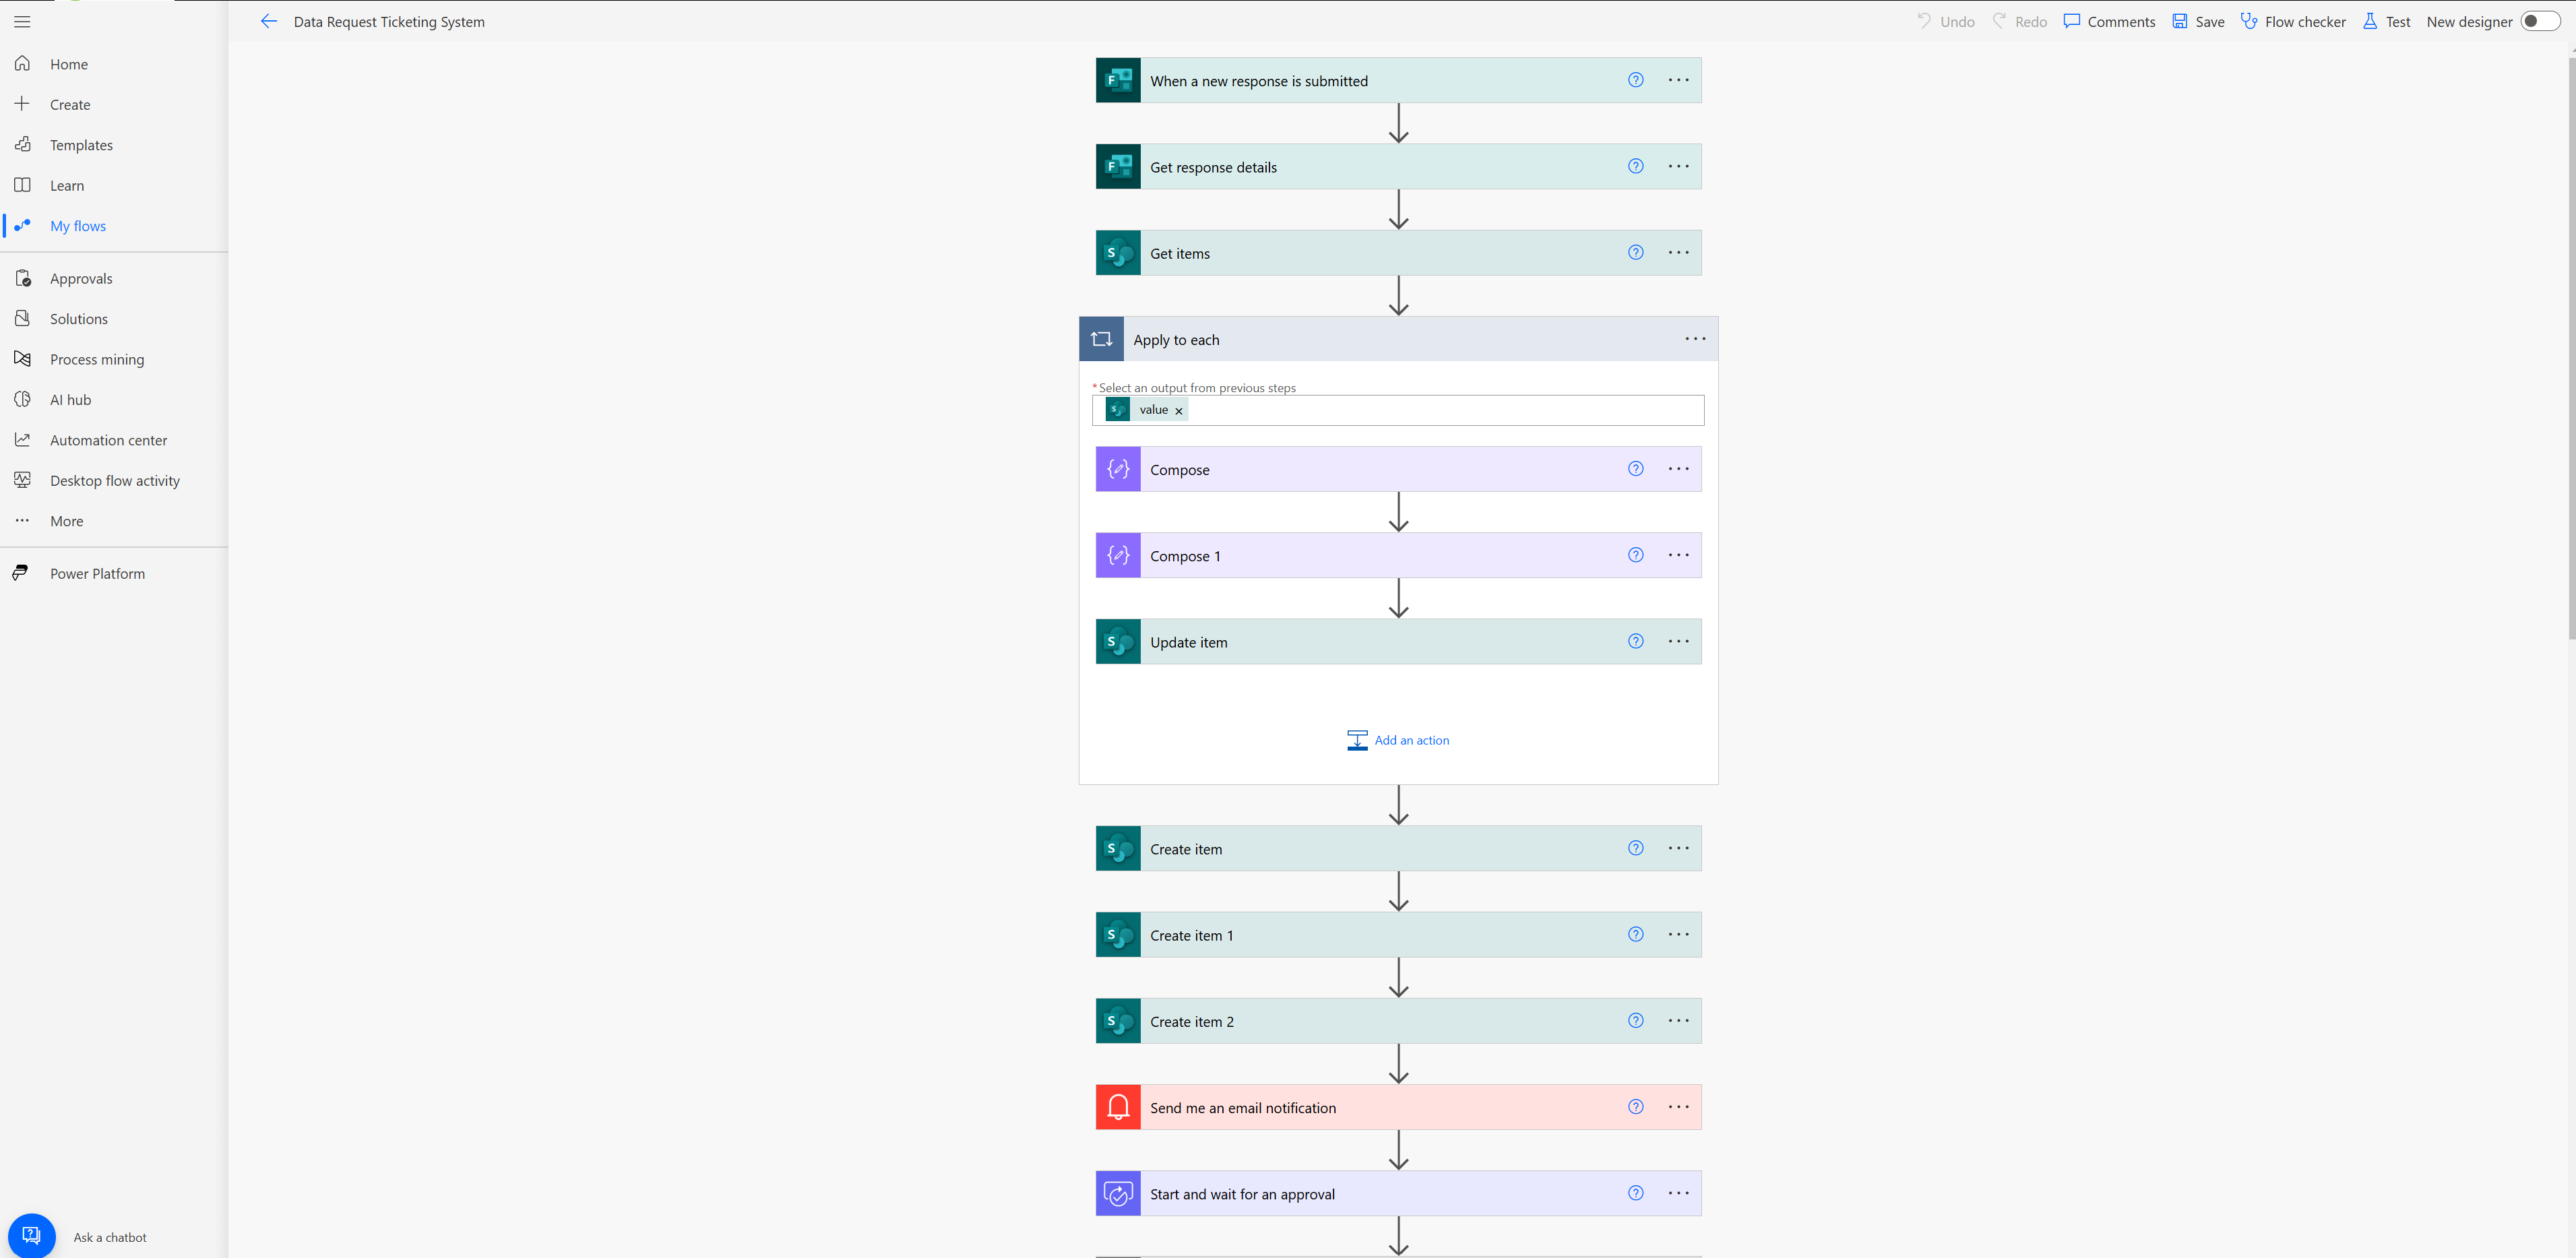 Data Request Ticketing System
Undo
Redo
Comments
Save
Flow checker
Test
New designer
Home
Create
Templates
Learn
My flows
Approvals
Solutions
Process mining
AI hub
Automation center
Desktop flow activity
More
Power Platform
Ask a chatbot
When a new response is submitted
Get response details
Get items
Apply to each
*Select an output from previous steps
value
Compose
Compose 1
Update item
Add an action
Create item
Create item 1
Create item 2
Send me an email notification
Start and wait for an approval